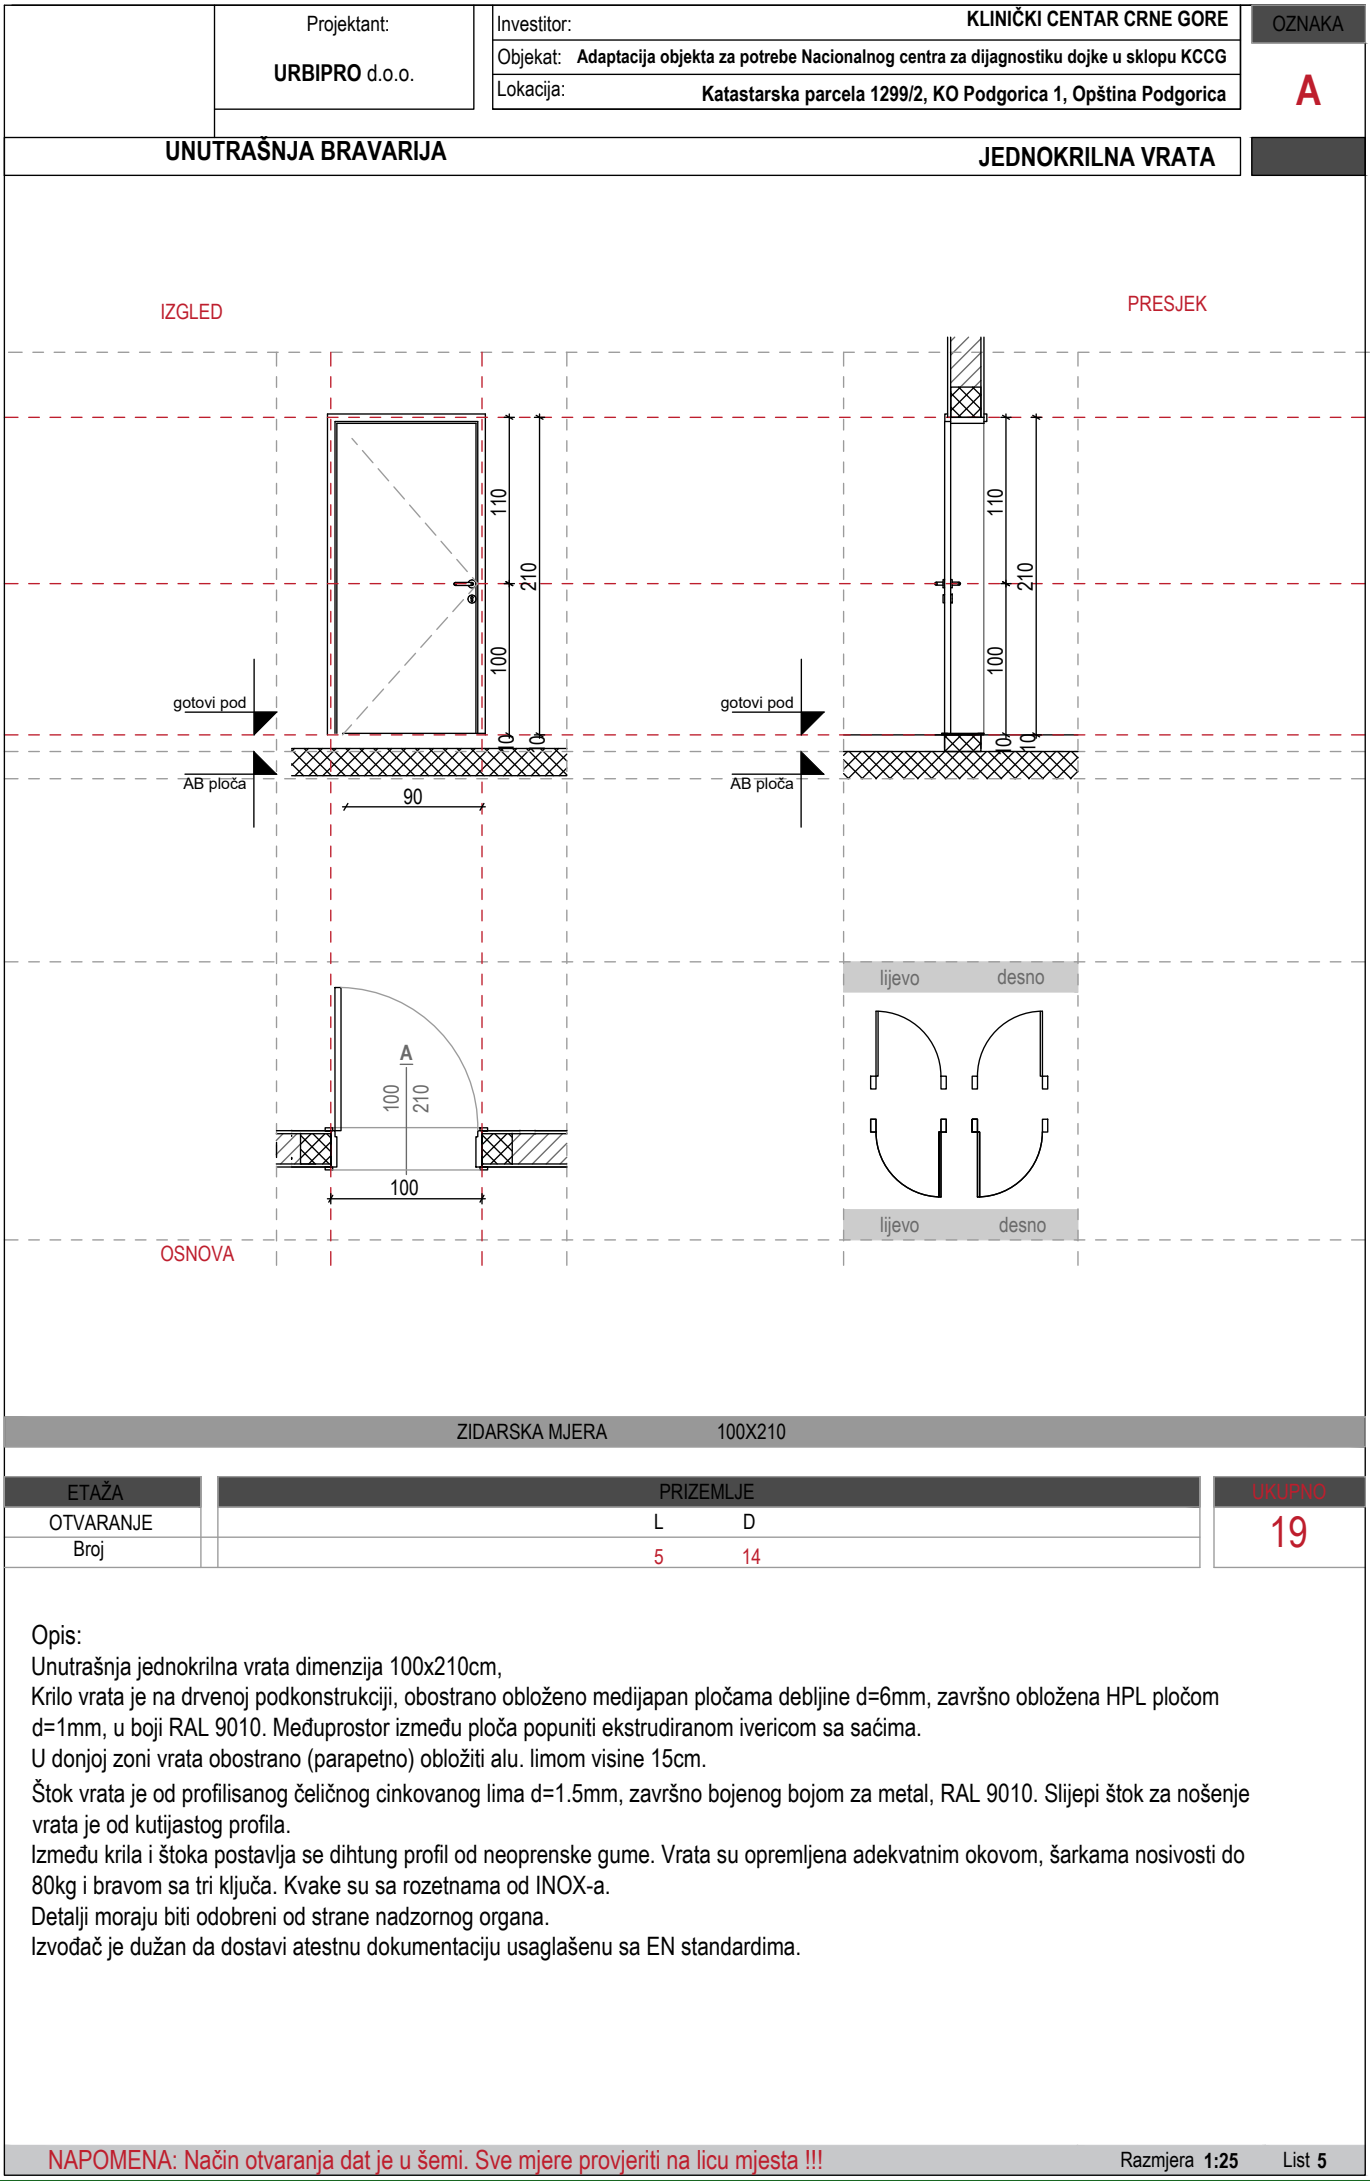 Projektant:
URBIPRO d.o.o.
Investitor: KLINIČKI CENTAR CRNE GORE
Objekat: Adaptacija objekta za potrebe Nacionalnog centra za dijagnostiku dojke u sklopu KCCG
Lokacija: Katastarska parcela 1299/2, KO Podgorica 1, Opština Podgorica
OZNAKA
A
UNUTRAŠNJA BRAVARIJA JEDNOKRILNA VRATA
IZGLED
PRESJEK
110
210
100
10
10
gotovi pod
AB ploča
90
110
210
100
10
10
gotovi pod
AB ploča
lijevo desno
A
100
210
100
lijevo desno
OSNOVA
ZIDARSKA MJERA 100X210
ETAŽA PRIZEMLJE UKUPNO
OTVARANJE L D 19
Broj 5 14
Opis:
Unutrašnja jednokrilna vrata dimenzija 100x210cm,
Krilo vrata je na drvenoj podkonstrukciji, obostrano obloženo medijapan pločama debljine d=6mm, završno obložena HPL pločom
d=1mm, u boji RAL 9010. Međuprostor između ploča popuniti ekstrudiranom ivericom sa saćima.
U donjoj zoni vrata obostrano (parapetno) obložiti alu. limom visine 15cm.
Štok vrata je od profilisanog čeličnog cinkovanog lima d=1.5mm, završno bojenog bojom za metal, RAL 9010. Slijepi štok za nošenje
vrata je od kutijastog profila.
Između krila i štoka postavlja se dihtung profil od neoprenske gume. Vrata su opremljena adekvatnim okovom, šarkama nosivosti do
80kg i bravom sa tri ključa. Kvake su sa rozetnama od INOX-a.
Detalji moraju biti odobreni od strane nadzornog organa.
Izvođač je dužan da dostavi atestnu dokumentaciju usaglašenu sa EN standardima.
NAPOMENA: Način otvaranja dat je u šemi. Sve mjere provjeriti na licu mjesta !!! Razmjera 1:25 List 5